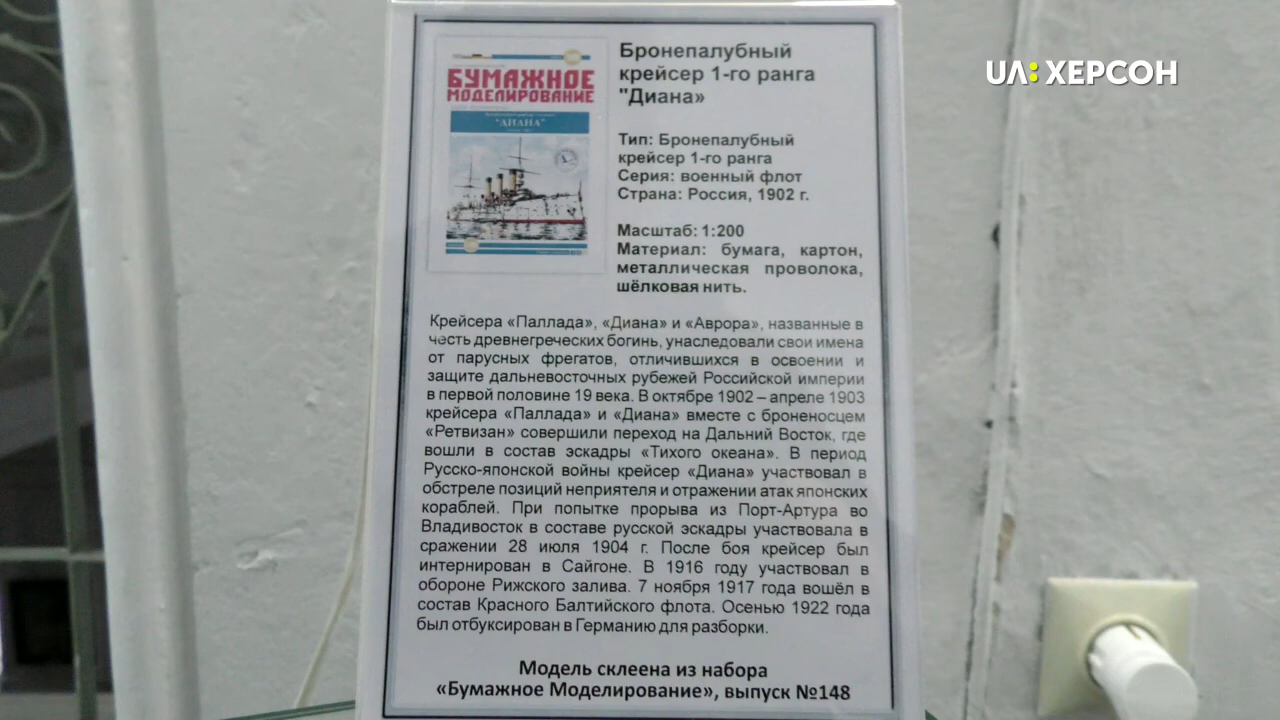 UA: ХЕРСОН
БУМАЖНОЕ
МОДЕЛИРОВАНИЕ
"ДИАНА"
Бронепалубный
крейсер 1-го ранга
"Диана»
Тип: Бронепалубный
крейсер 1-го ранга
Серия: военный флот
Страна: Россия, 1902 г.
Масштаб: 1:200
Материал: бумага, картон,
металлическая проволока,
шёлковая нить.
Крейсера «Паллада», «Диана» и «Аврора», названные в
честь древнегреческих богинь, унаследовали свои имена
от парусных фрегатов, отличившихся в освоении и
защите дальневосточных рубежей Российской империи
в первой половине 19 века. В октябре 1902 – апреле 1903
крейсера «Паллада» и «Диана» вместе с броненосцем
«Ретвизан» совершили переход на Дальний Восток, где
вошли в состав эскадры «Тихого океана». В период
Русско-японской войны крейсер «Диана» участвовал в
обстреле позиций неприятеля и отражении атак японских
кораблей. При попытке прорыва из Порт-Артура во
Владивосток в составе русской эскадры участвовала в
сражении 28 июля 1904 г. После боя крейсер был
интернирован в Сайгоне. В 1916 году участвовал в
обороне Рижского залива. 7 ноября 1917 года вошёл в
состав Красного Балтийского флота. Осенью 1922 года
был отбуксирован в Германию для разборки.
Модель склеена из набора
«Бумажное Моделирование», выпуск №148